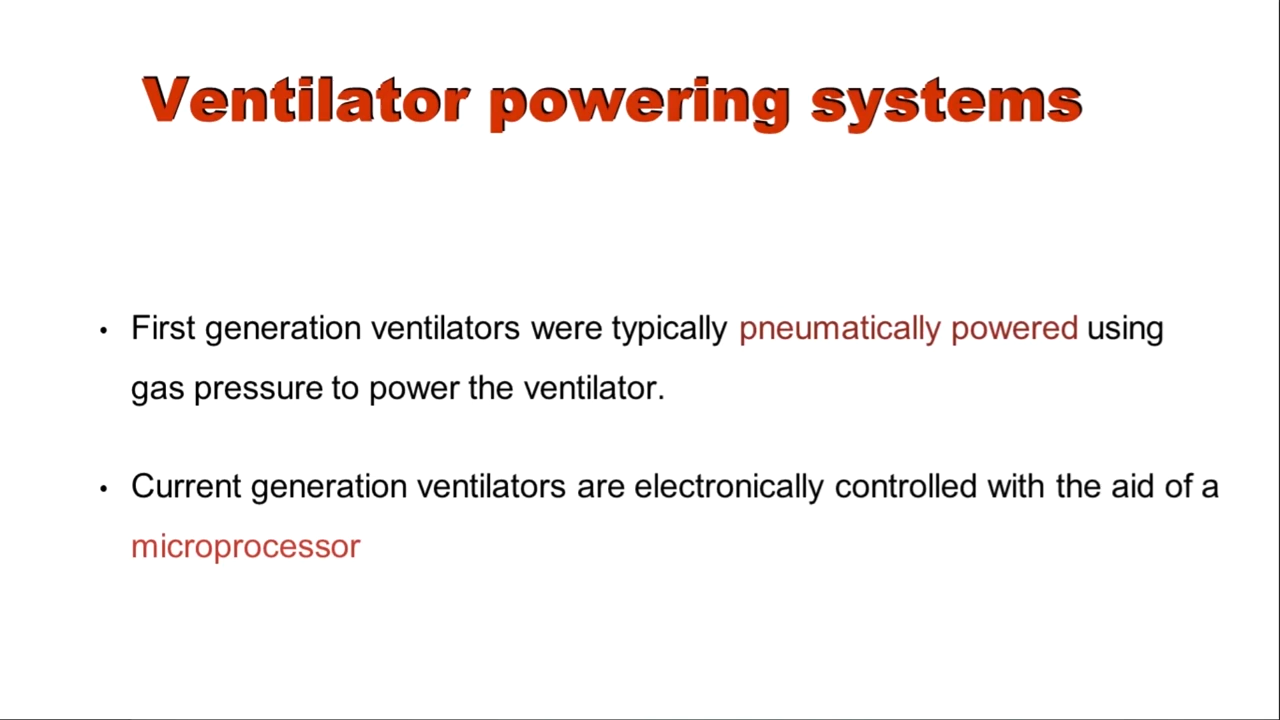 Ventilator powering systems
• First generation ventilators were typically pneumatically powered using
gas pressure to power the ventilator.
• Current generation ventilators are electronically controlled with the aid of a
microprocessor